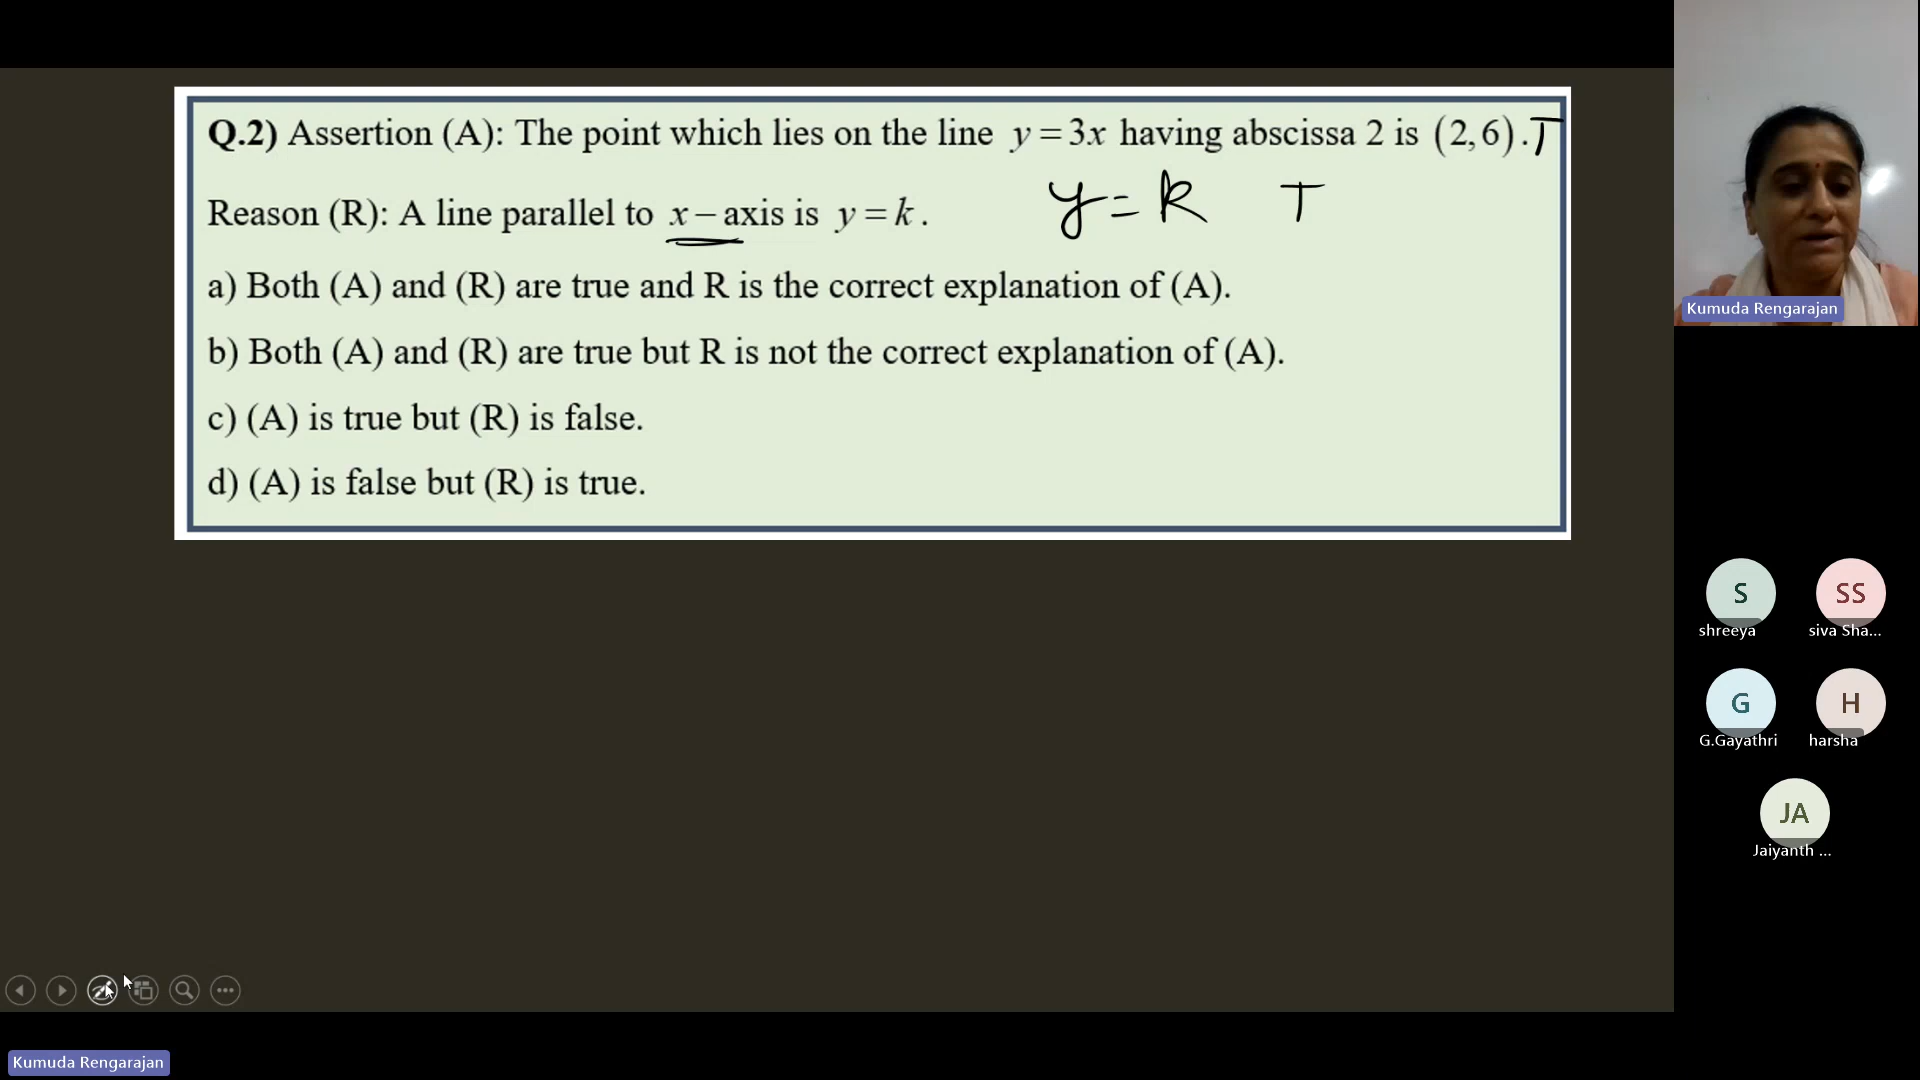 Q.2) Assertion (A): The point which lies on the line y = 3x having abscissa 2 is (2, 6). T
Reason (R): A line parallel to x – axis is y = k. y = k T
a) Both (A) and (R) are true and R is the correct explanation of (A).
b) Both (A) and (R) are true but R is not the correct explanation of (A).
c) (A) is true but (R) is false.
d) (A) is false but (R) is true.
Kumuda Rengarajan
S SS
shreeya siva Sha...
G H
G.Gayathri harsha
JA
Jaiyanth ...
Kumuda Rengarajan